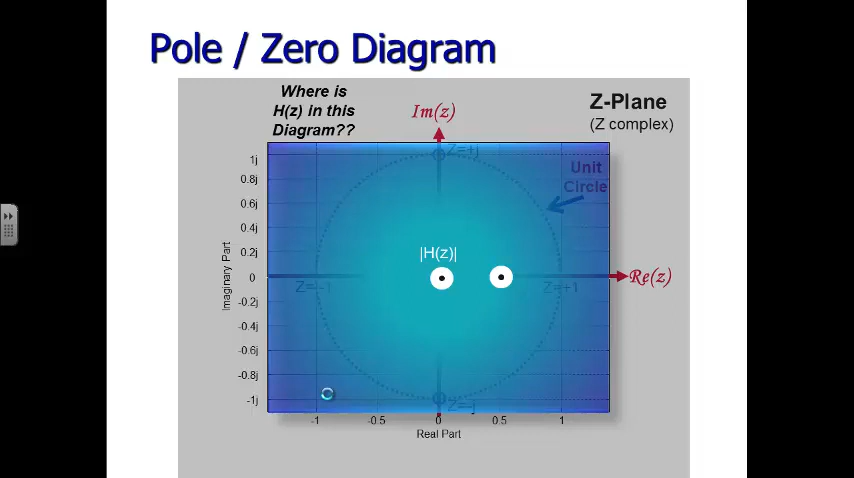 Pole / Zero Diagram
Where is
H(z) in this
Diagram??
Im(z)
Z-Plane
(Z complex)
Z=+j
Unit
Circle
1j
0.8j
0.6j
0.4j
0.2j
0
-0.2j
-0.4j
-0.6j
-0.8j
-1j
Imaginary Part
|H(z)|
Re(z)
Z= -1
Z=+1
Z=-j
-1
-0.5
0
0.5
1
Real Part